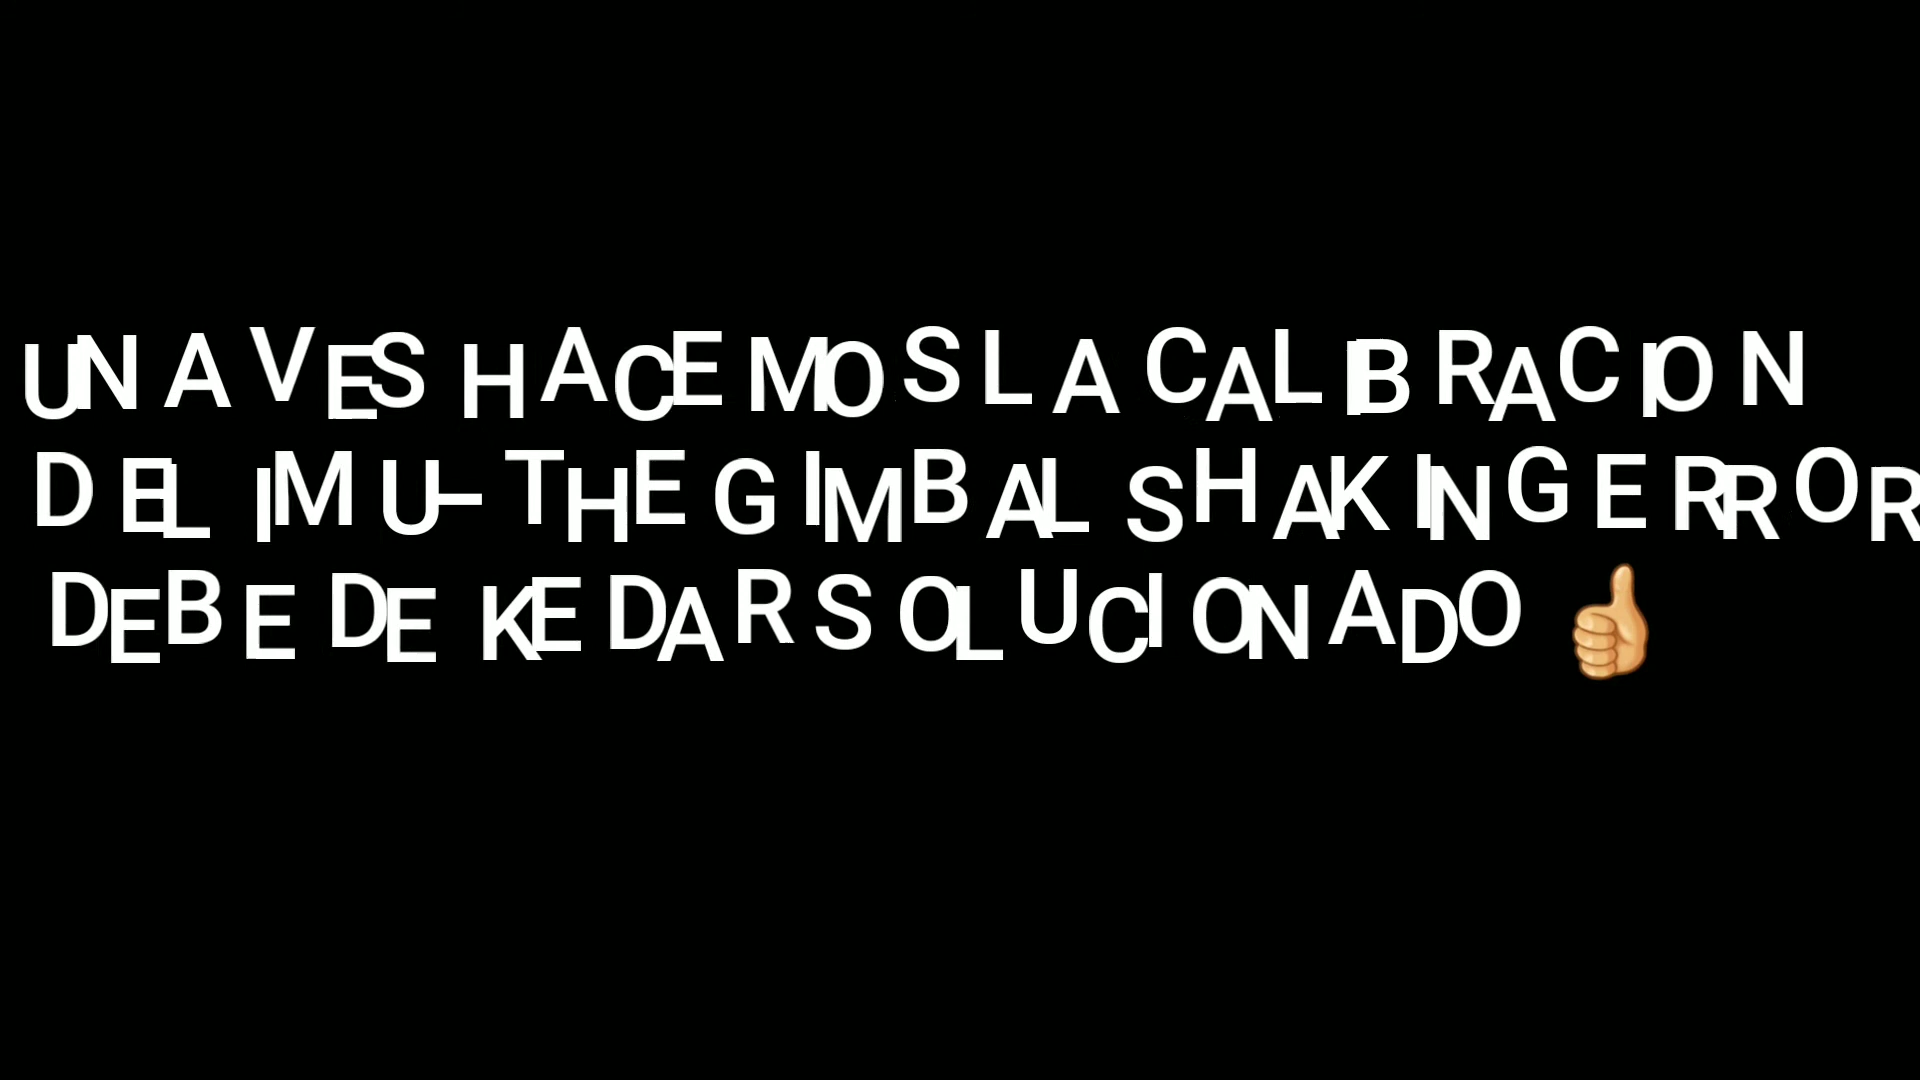 UNA VES HACEMOS LA CALIBRACION
DEL IMU-THE GIMBAL SHAKING ERROR
DEBE DE KEDAR SOLUCIONADO 👍